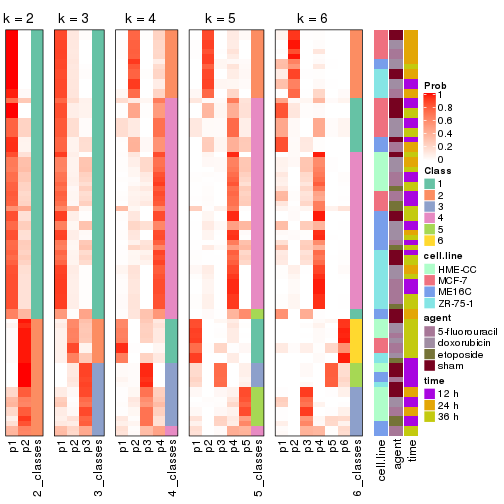 k = 2
k = 3
k = 4
k = 5
k = 6
p1
p2
2_classes
p1
p2
p3
3_classes
p1
p2
p3
p4
4_classes
p1
p2
p3
p4
p5
5_classes
p1
p2
p3
p4
p5
p6
6_classes
cell.line
agent
time
Prob
1
0.8
0.6
0.4
0.2
0
Class
1
2
3
4
5
6
cell.line
HME-CC
MCF-7
ME16C
ZR-75-1
agent
5-fluorouracil
doxorubicin
etoposide
sham
time
12 h
24 h
36 h